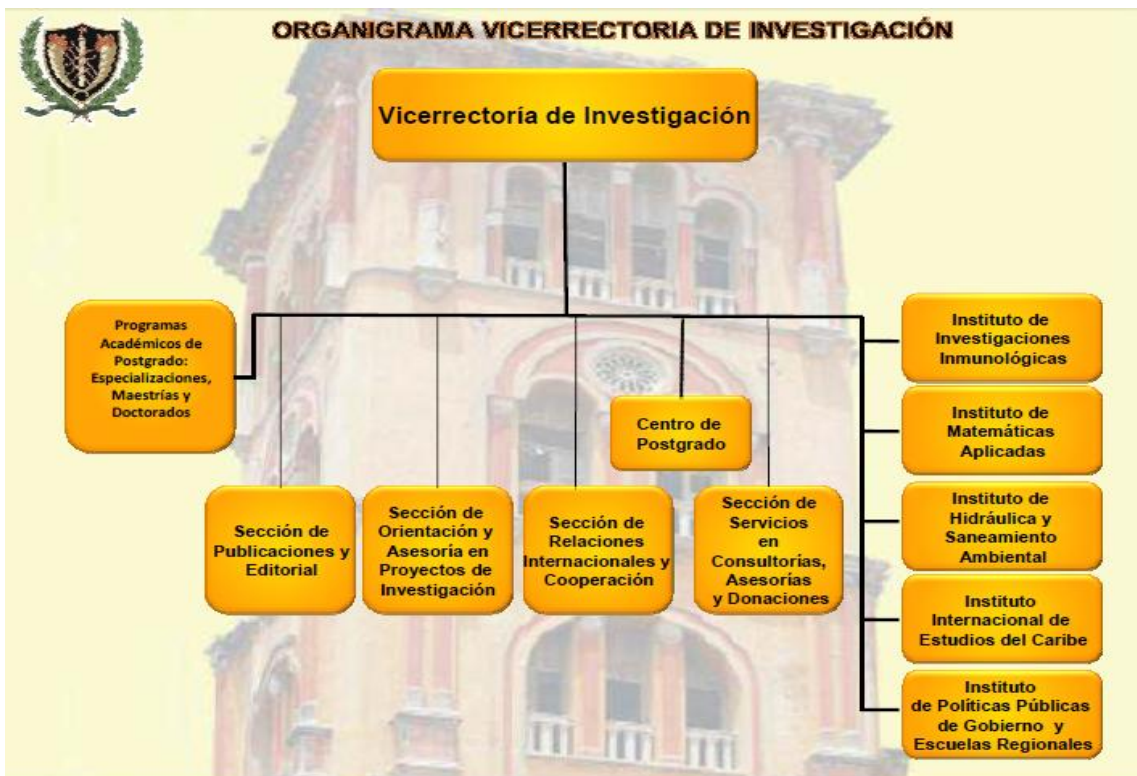 ORGANIGRAMA VICERRECTORIA DE INVESTIGACIÓN
Vicerrectoría de Investigación
Programas
Académicos de
Postgrado:
Especializaciones,
Maestrías y
Doctorados
Centro de
Postgrado
Sección de
Publicaciones y
Editorial
Sección de
Orientación y
Asesoría en
Proyectos de
Investigación
Sección de
Relaciones
Internacionales y
Cooperación
Sección de
Servicios
en
Consultorías,
Asesorías
y Donaciones
Instituto de
Investigaciones
Inmunológicas
Instituto de
Matemáticas
Aplicadas
Instituto de
Hidráulica y
Saneamiento
Ambiental
Instituto
Internacional de
Estudios del Caribe
Instituto
de Políticas Públicas
de Gobierno y
Escuelas Regionales